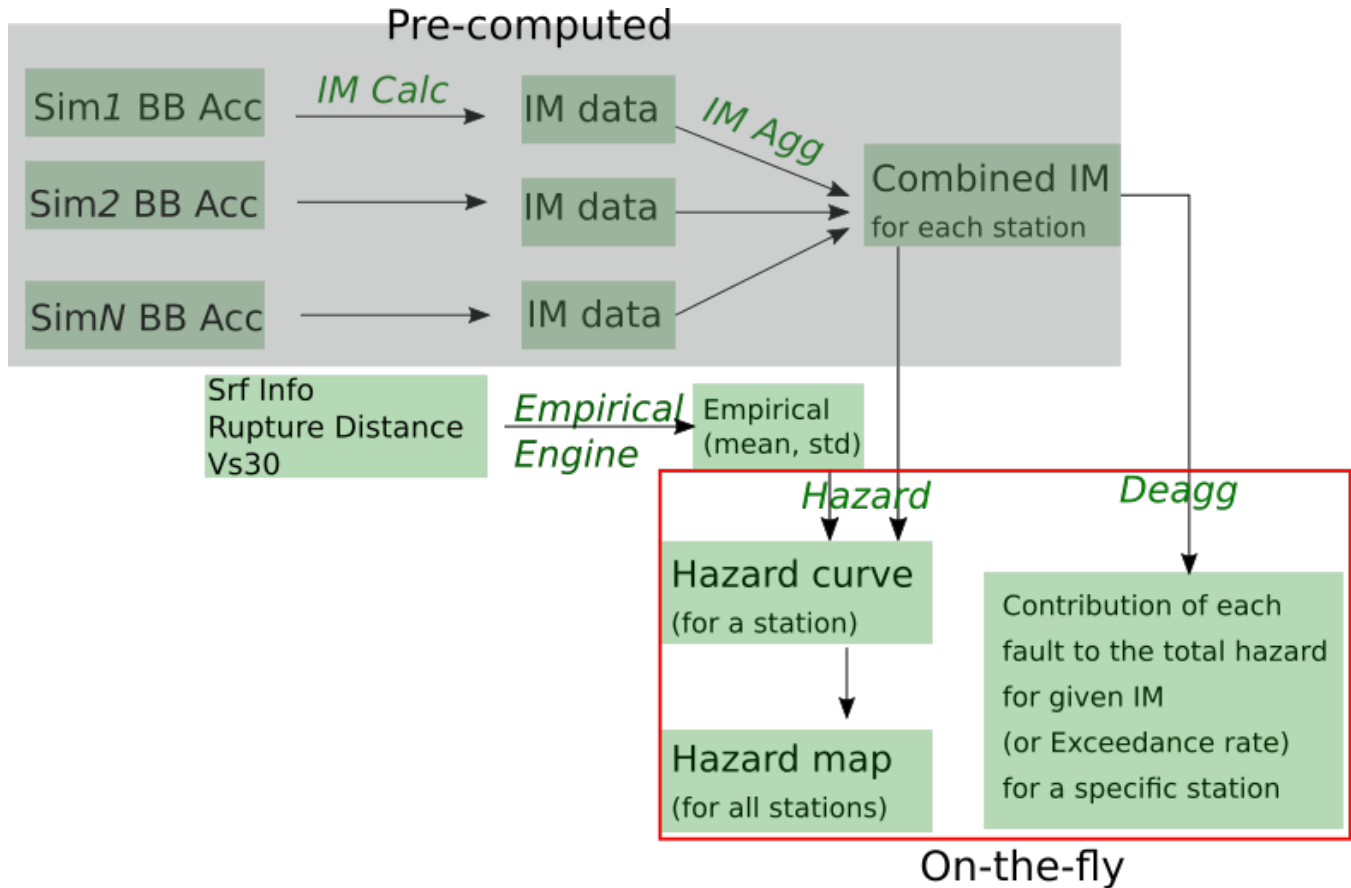 Pre-computed
Sim1 BB Acc
IM Calc
IM data
IM Agg
Combined IM
for each station
Sim2 BB Acc
IM data
SimN BB Acc
IM data
Srf Info
Rupture Distance
Vs30
Empirical
Engine
Empirical
(mean, std)
Hazard
Deagg
Hazard curve
(for a station)
Hazard map
(for all stations)
Contribution of each
fault to the total hazard
for given IM
(or Exceedance rate)
for a specific station
On-the-fly